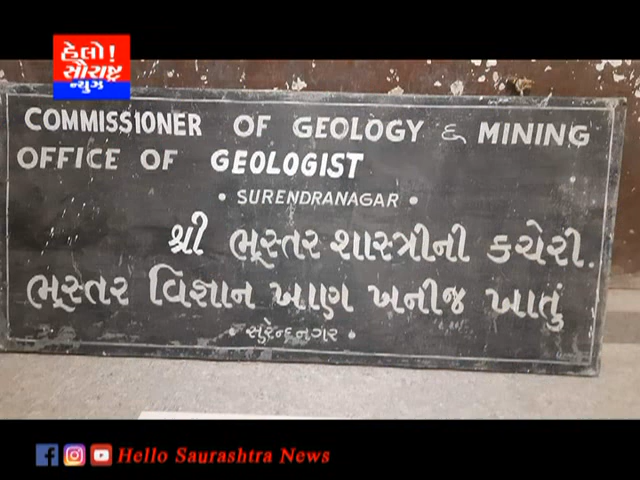 હેલો!
સૌરાષ્ટ્ર
ન્યુઝ
COMMISSIONER OF GEOLOGY & MINING
OFFICE OF GEOLOGIST
• SURENDRANAGAR •
શ્રી ભૂસ્તર શાસ્ત્રીની કચેરી.
ભૂસ્તર વિજ્ઞાન ખાણ ખનીજ ખાતું
• સુરેન્દ્રનગર •
Hello Saurashtra News